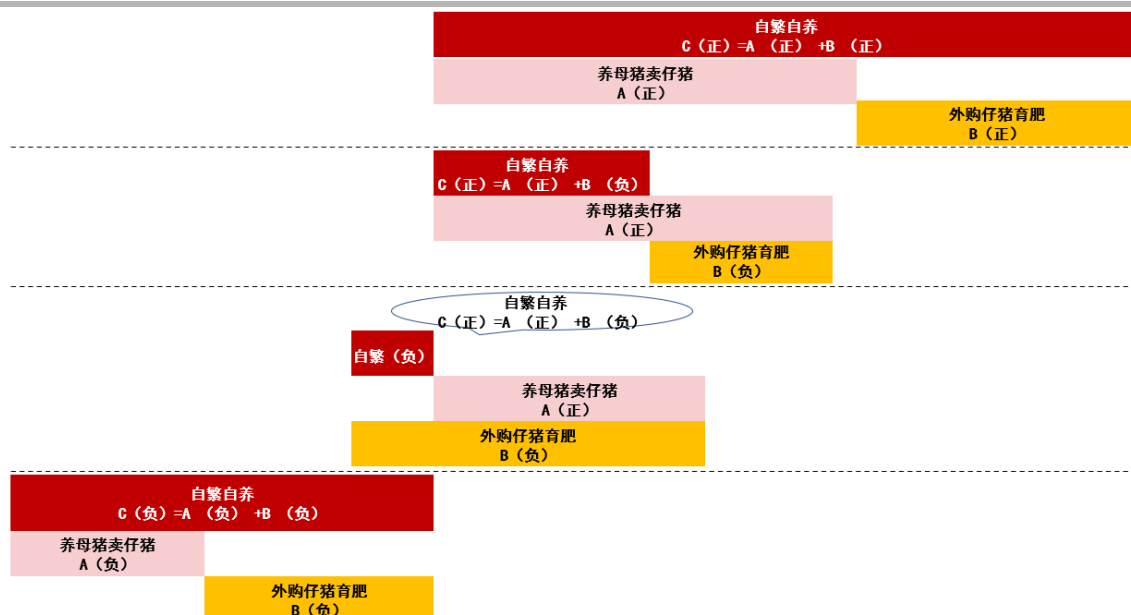 自繁自养
C（正）=A （正） +B （正）
养母猪卖仔猪
A（正）
外购仔猪育肥
B（正）
自繁自养
C（正）=A （正） +B （负）
养母猪卖仔猪
A（正）
外购仔猪育肥
B（负）
自繁自养
C（正）=A （正） +B （负）
自繁（负）
养母猪卖仔猪
A（正）
外购仔猪育肥
B（负）
自繁自养
C（负）=A （负） +B （负）
养母猪卖仔猪
A（负）
外购仔猪育肥
B（负）